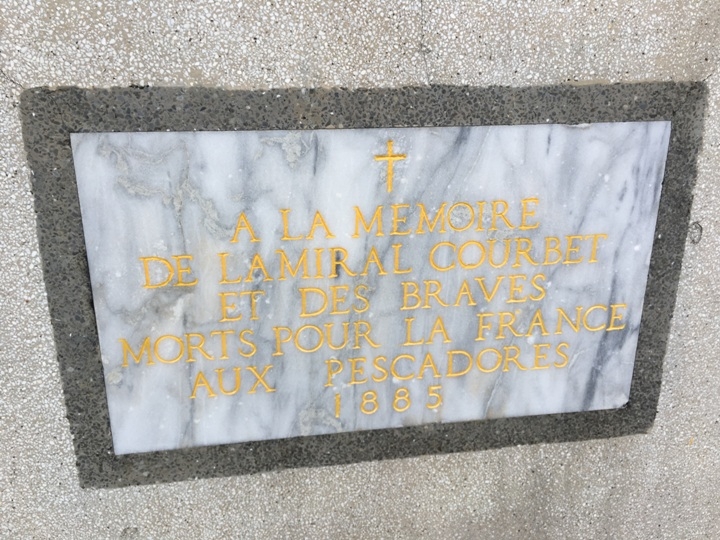 A LA MEMOIRE
DE LAMIRAL COURBET
ET DES BRAVES
MORTS POUR LA FRANCE
AUX PESCADORES
1885